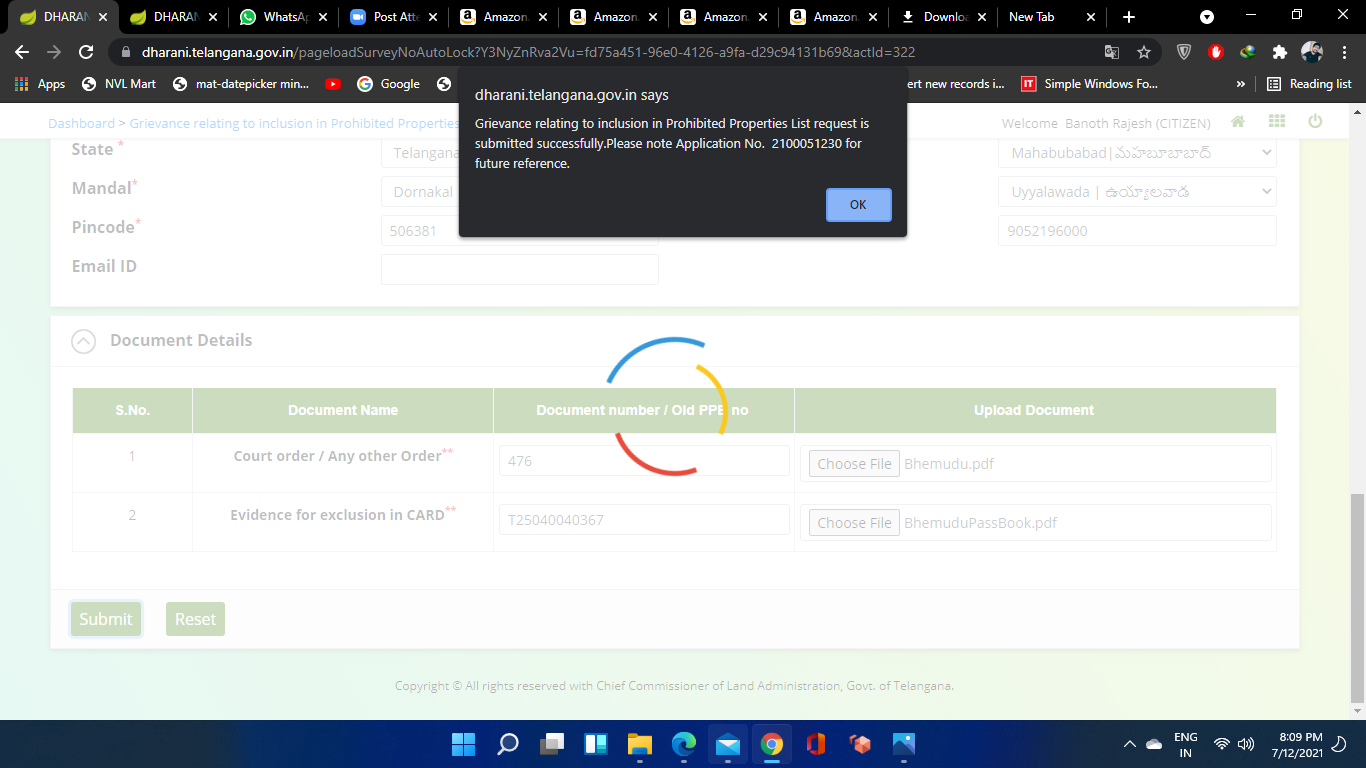 DHARAN
DHARAN
WhatsAp
Post Atte
Amazon.
Amazon.
Amazon.
Amazon.
Downloa
New Tab
dharani.telangana.gov.in/pageloadSurveyNoAutoLock?Y3NyZnRva2Vu=fd75a451-96e0-4126-a9fa-d29c94131b69&actId=322
Apps
NVL Mart
mat-datepicker min...
Google
ert new records i...
IT
Simple Windows Fo...
»
Reading list
dharani.telangana.gov.in says
Grievance relating to inclusion in Prohibited Properties List request is
submitted successfully.Please note Application No. 2100051230 for
future reference.
OK
Dashboard > Grievance relating to inclusion in Prohibited Properties
Welcome Banoth Rajesh (CITIZEN)
State *
Telangana
Mahabubabad|మహబూబాబాద్
Mandal*
Dornakal
Uyyalawada | ఉయ్యాలవాడ
Pincode*
506381
9052196000
Email ID
Document Details
S.No.
Document Name
Document number / Old PPB no
Upload Document
1
Court order / Any other Order**
476
Choose File Bhemudu.pdf
2
Evidence for exclusion in CARD**
T25040040367
Choose File BhemuduPassBook.pdf
Submit
Reset
Copyright © All rights reserved with Chief Commissioner of Land Administration, Govt. of Telangana.
ENG
IN
8:09 PM
7/12/2021